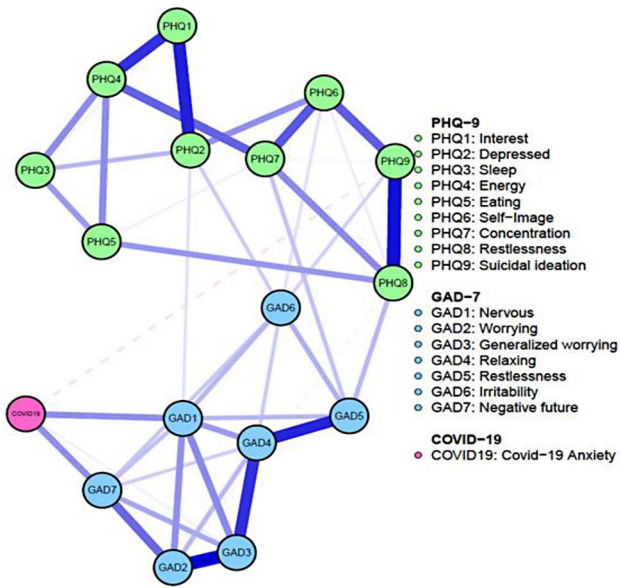 PHQ1
PHQ4
PHQ6
PHQ2
PHQ7
PHQ9
PHQ3
PHQ5
PHQ8
GAD6
COVID19
GAD1
GAD5
GAD4
GAD7
GAD3
GAD2
PHQ−9
PHQ1: Interest
PHQ2: Depressed
PHQ3: Sleep
PHQ4: Energy
PHQ5: Eating
PHQ6: Self−Image
PHQ7: Concentration
PHQ8: Restlessness
PHQ9: Suicidal ideation
GAD−7
GAD1: Nervous
GAD2: Worrying
GAD3: Generalized worrying
GAD4: Relaxing
GAD5: Restlessness
GAD6: Irritability
GAD7: Negative future
COVID−19
COVID19: Covid−19 Anxiety